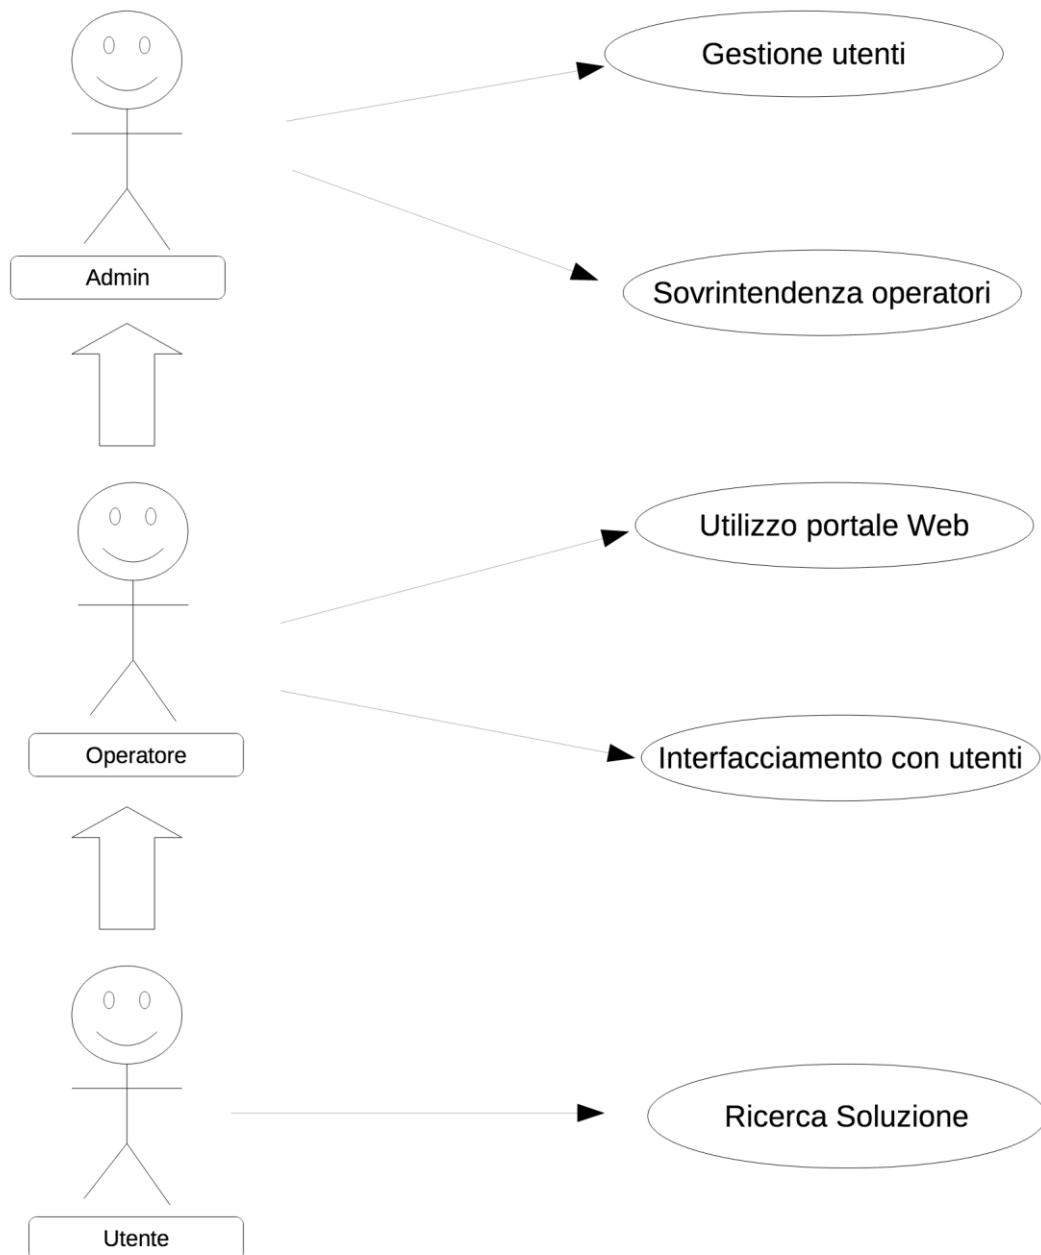 Gestione utenti
Admin
Sovrintendenza operatori
Utilizzo portale Web
Operatore
Interfacciamento con utenti
Ricerca Soluzione
Utente